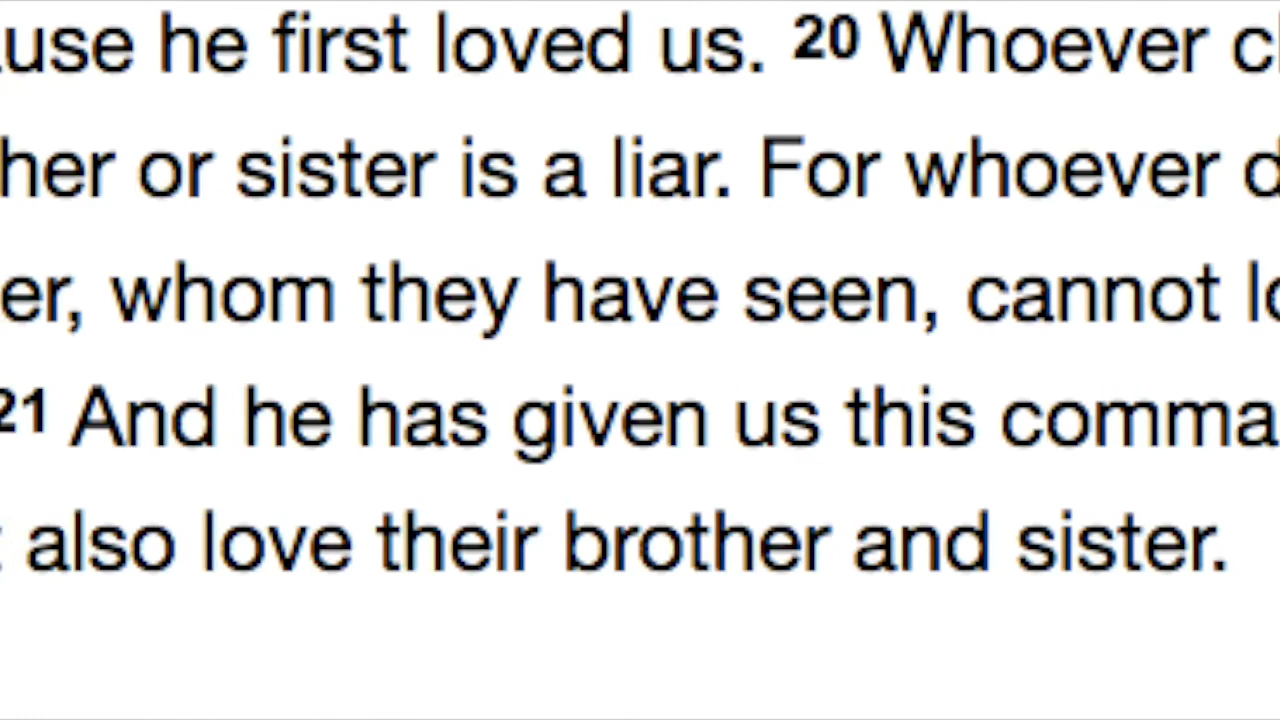 use he first loved us. 20 Whoever c
her or sister is a liar. For whoever d
er, whom they have seen, cannot lo
21 And he has given us this comma
also love their brother and sister.